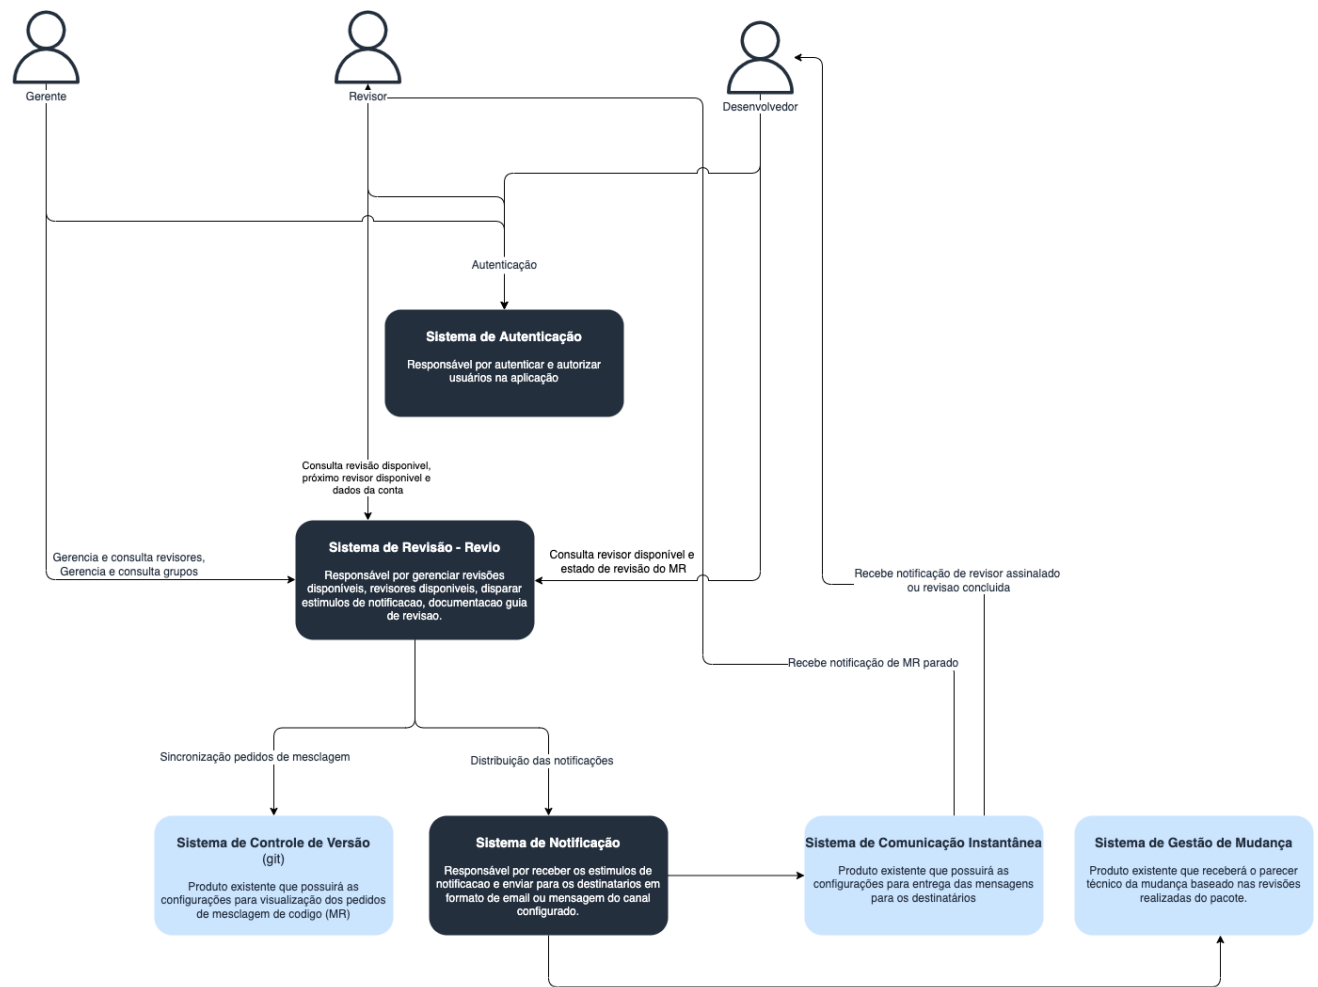 Gerente
Revisor
Desenvolvedor
Autenticação
Sistema de Autenticação
Responsável por autenticar e autorizar
usuários na aplicação
Consulta revisão disponivel,
próximo revisor disponivel e
dados da conta
Gerencia e consulta revisores,
Gerencia e consulta grupos
Sistema de Revisão - Revio
Responsável por gerenciar revisões
disponíveis, revisores disponiveis, disparar
estimulos de notificacao, documentacao guia
de revisao.
Consulta revisor disponível e
estado de revisão do MR
Recebe notificação de revisor assinalado
ou revisao concluida
Recebe notificação de MR parado
Sincronização pedidos de mesclagem
Distribuição das notificações
Sistema de Controle de Versão
(git)
Produto existente que possuirá as
configurações para visualização dos pedidos
de mesclagem de codigo (MR)
Sistema de Notificação
Responsável por receber os estimulos de
notificacao e enviar para os destinatarios em
formato de email ou mensagem do canal
configurado.
Sistema de Comunicação Instantânea
Produto existente que possuirá as
configurações para entrega das mensagens
para os destinatários
Sistema de Gestão de Mudança
Produto existente que receberá o parecer
técnico da mudança baseado nas revisões
realizadas do pacote.